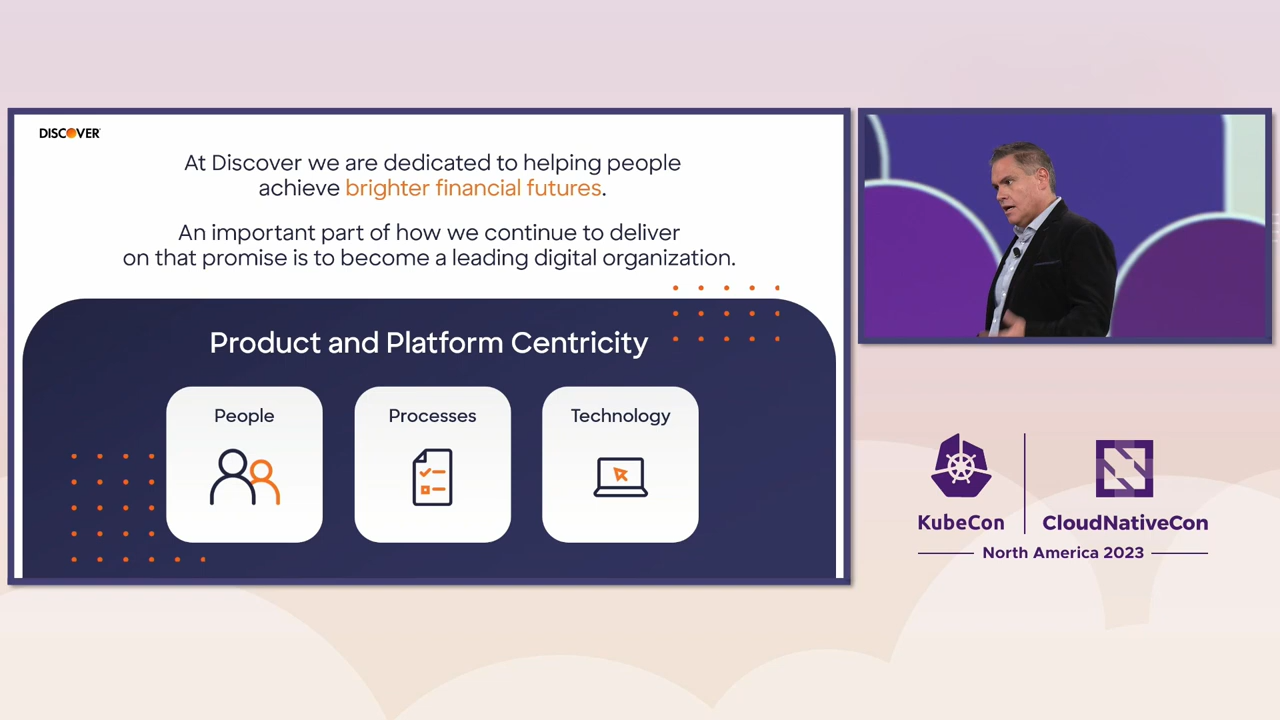 DISCOVER
At Discover we are dedicated to helping people
achieve brighter financial futures.
An important part of how we continue to deliver
on that promise is to become a leading digital organization.
Product and Platform Centricity
People
Processes
Technology
KubeCon
CloudNativeCon
North America 2023